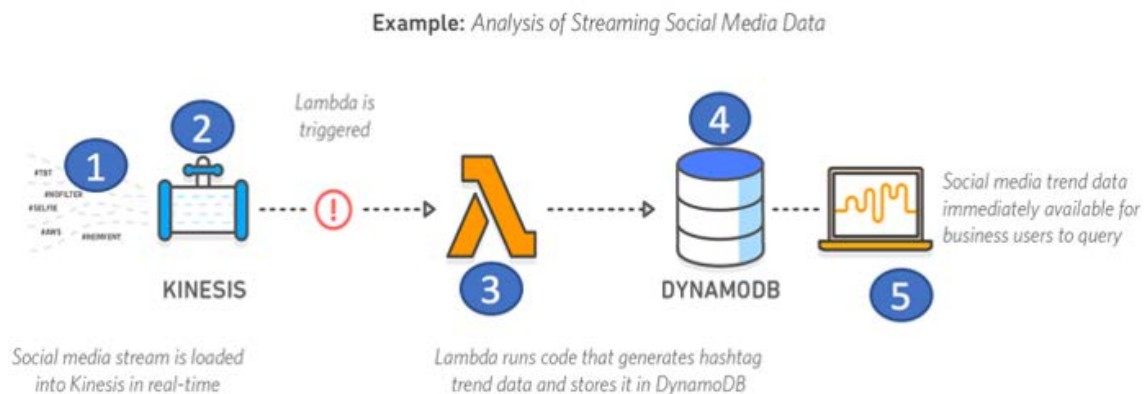 Example: Analysis of Streaming Social Media Data
Lambda is
triggered
1
2
3
4
5
#TBT
#NOFILTER
#SELFIE
#AWS
#REINVENT
!
KINESIS
DYNAMODB
Social media trend data
immediately available for
business users to query
Social media stream is loaded
into Kinesis in real-time
Lambda runs code that generates hashtag
trend data and stores it in DynamoDB